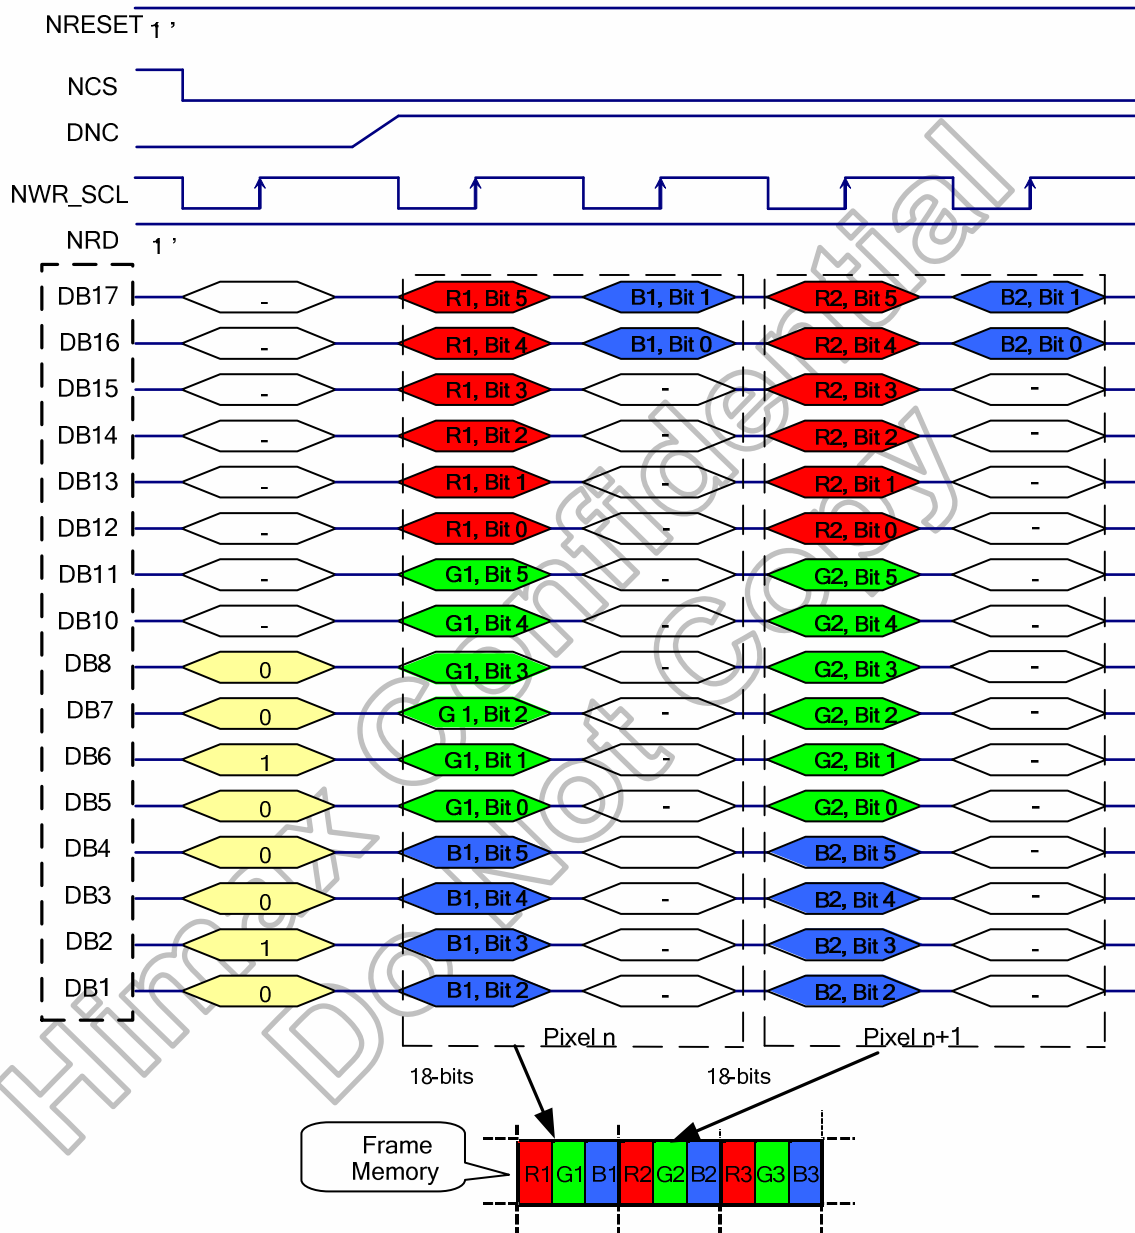 NRESET 1 '
NCS
DNC
NWR_SCL
NRD 1 '
DB17 - R1, Bit 5 B1, Bit 1 R2, Bit 5 B2, Bit 1
DB16 - R1, Bit 4 B1, Bit 0 R2, Bit 4 B2, Bit 0
DB15 - R1, Bit 3 - R2, Bit 3 -
DB14 - R1, Bit 2 - R2, Bit 2 -
DB13 - R1, Bit 1 - R2, Bit 1 -
DB12 - R1, Bit 0 - R2, Bit 0 -
DB11 - G1, Bit 5 - G2, Bit 5 -
DB10 - G1, Bit 4 - G2, Bit 4 -
DB8 0 G1, Bit 3 - G2, Bit 3 -
DB7 0 G 1, Bit 2 - G2, Bit 2 -
DB6 1 G1, Bit 1 - G2, Bit 1 -
DB5 0 G1, Bit 0 - G2, Bit 0 -
DB4 0 B1, Bit 5 B2, Bit 5 -
DB3 0 B1, Bit 4 - B2, Bit 4 -
DB2 1 B1, Bit 3 - B2, Bit 3 -
DB1 0 B1, Bit 2 - B2, Bit 2 -
Pixel n Pixel n+1
18-bits 18-bits
Frame
Memory
R1 G1 B1 R2 G2 B2 R3 G3 B3
Himax Confidential
Do Not Copy